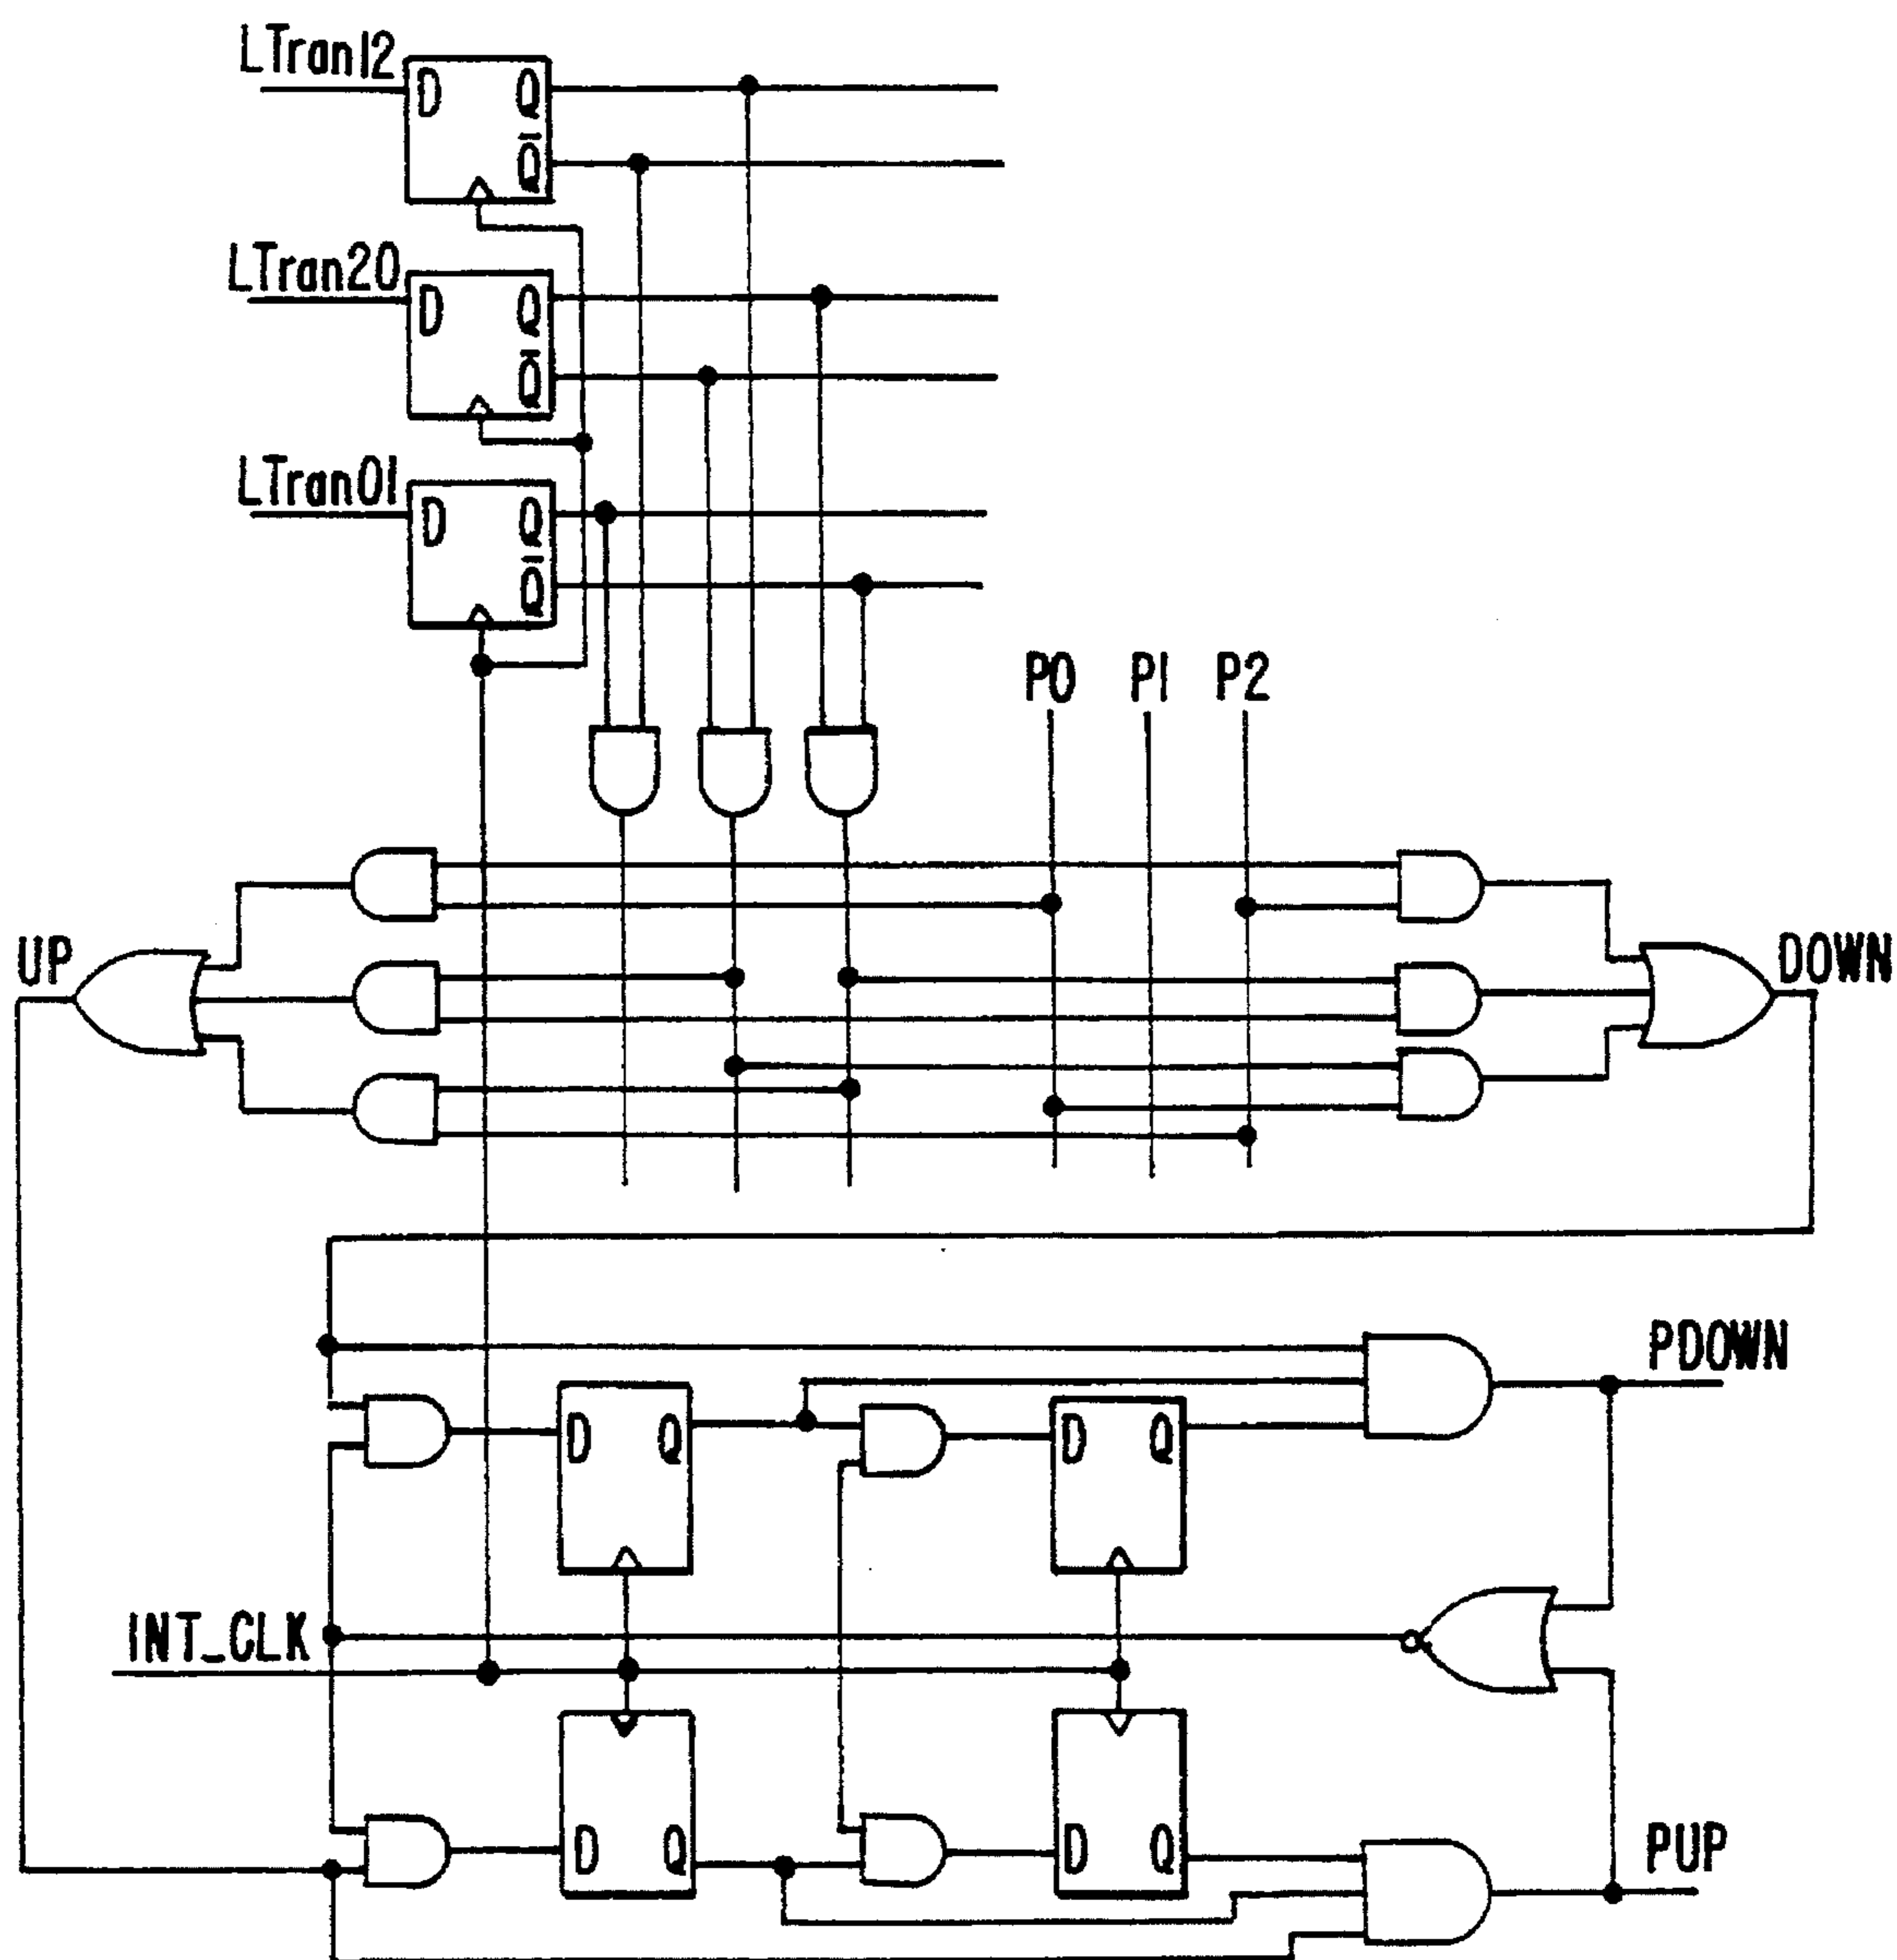 LTran12
D Q
Q̅
LTran20
D Q
Q̅
LTran01
D Q
Q̅
P0 P1 P2
UP
DOWN
PDOWN
D Q
D Q
INT_CLK
D Q
D Q
PUP